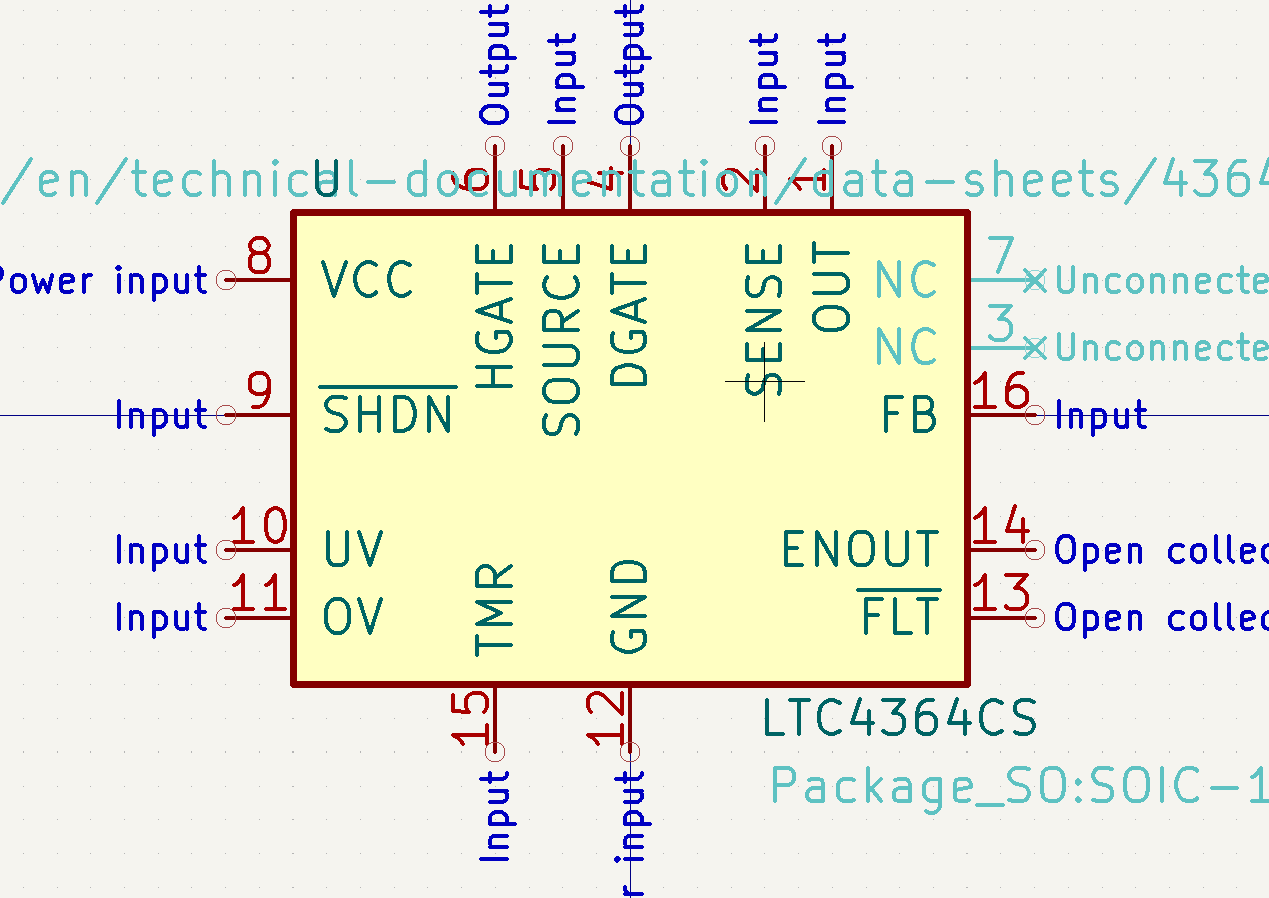 Output
Input
Output
Input
Input
/en/technical-documentation/data-sheets/4364
U
6
5
4
2
1
8
Power input
VCC
HGATE
SOURCE
DGATE
SENSE
OUT
NC
7
Unconnecte
NC
3
Unconnecte
9
Input
SHDN
FB
16
Input
10
Input
UV
ENOUT
14
Open collec
11
Input
OV
TMR
GND
FLT
13
Open collec
15
12
LTC4364CS
Package_SO:SOIC-1
Input
r input